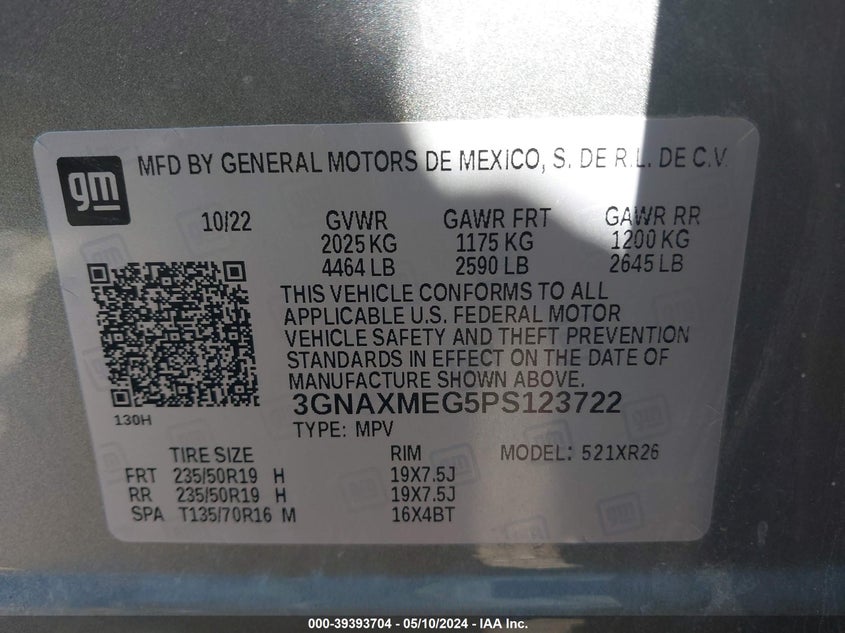 gm
MFD BY GENERAL MOTORS DE MEXICO, S. DE R.L. DE C.V.
10/22 GVWR GAWR FRT GAWR RR
2025 KG 1175 KG 1200 KG
4464 LB 2590 LB 2645 LB
THIS VEHICLE CONFORMS TO ALL
APPLICABLE U.S. FEDERAL MOTOR
VEHICLE SAFETY AND THEFT PREVENTION
STANDARDS IN EFFECT ON THE DATE OF
MANUFACTURE SHOWN ABOVE.
130H
3GNAXMEG5PS123722
TYPE: MPV
TIRE SIZE RIM MODEL: 521XR26
FRT 235/50R19 H 19X7.5J
RR 235/50R19 H 19X7.5J
SPA T135/70R16 M 16X4BT
000-39393704 - 05/10/2024 - IAA Inc.